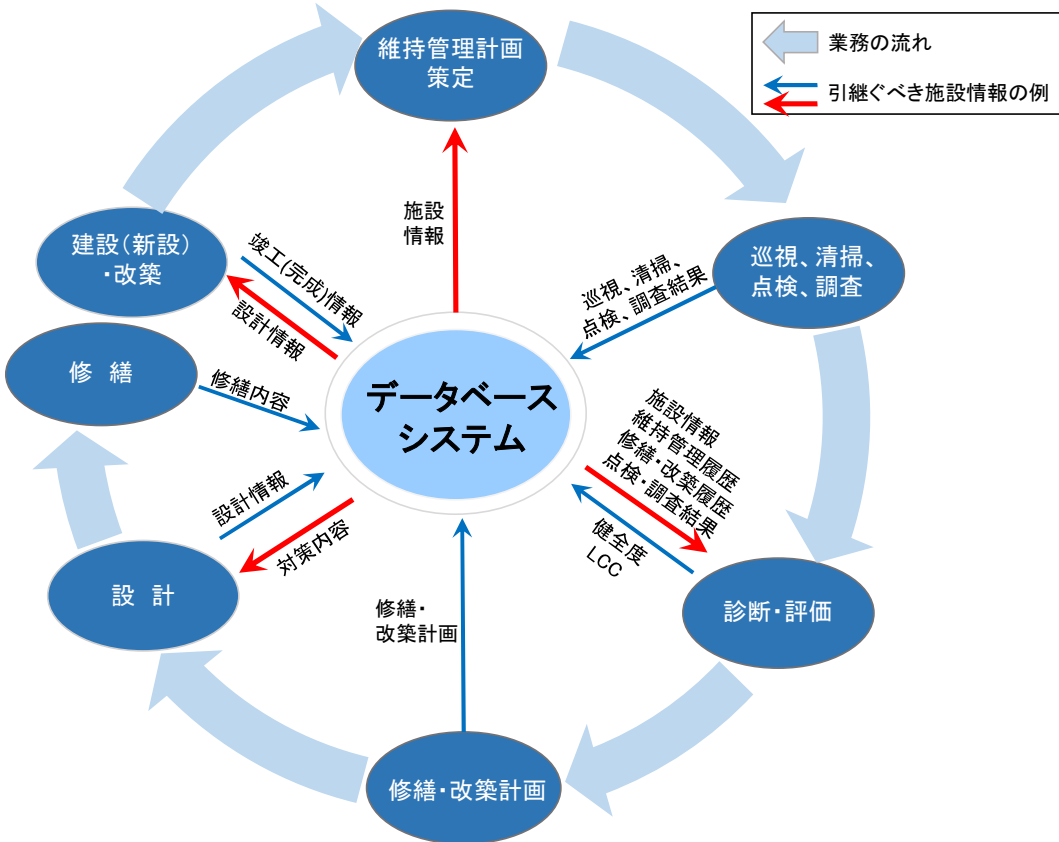 業務の流れ
引継ぐべき施設情報の例
維持管理計画
策定
施設
情報
建設(新設)
・改築
竣工(完成)情報
設計情報
巡視、清掃、
点検、調査
巡視、清掃、
点検、調査結果
修 繕
修繕内容
データベース
システム
施設情報
維持管理履歴
修繕・改築履歴
点検・調査結果
健全度
LCC
設計情報
対策内容
設 計
修繕・
改築計画
診断・評価
修繕・改築計画